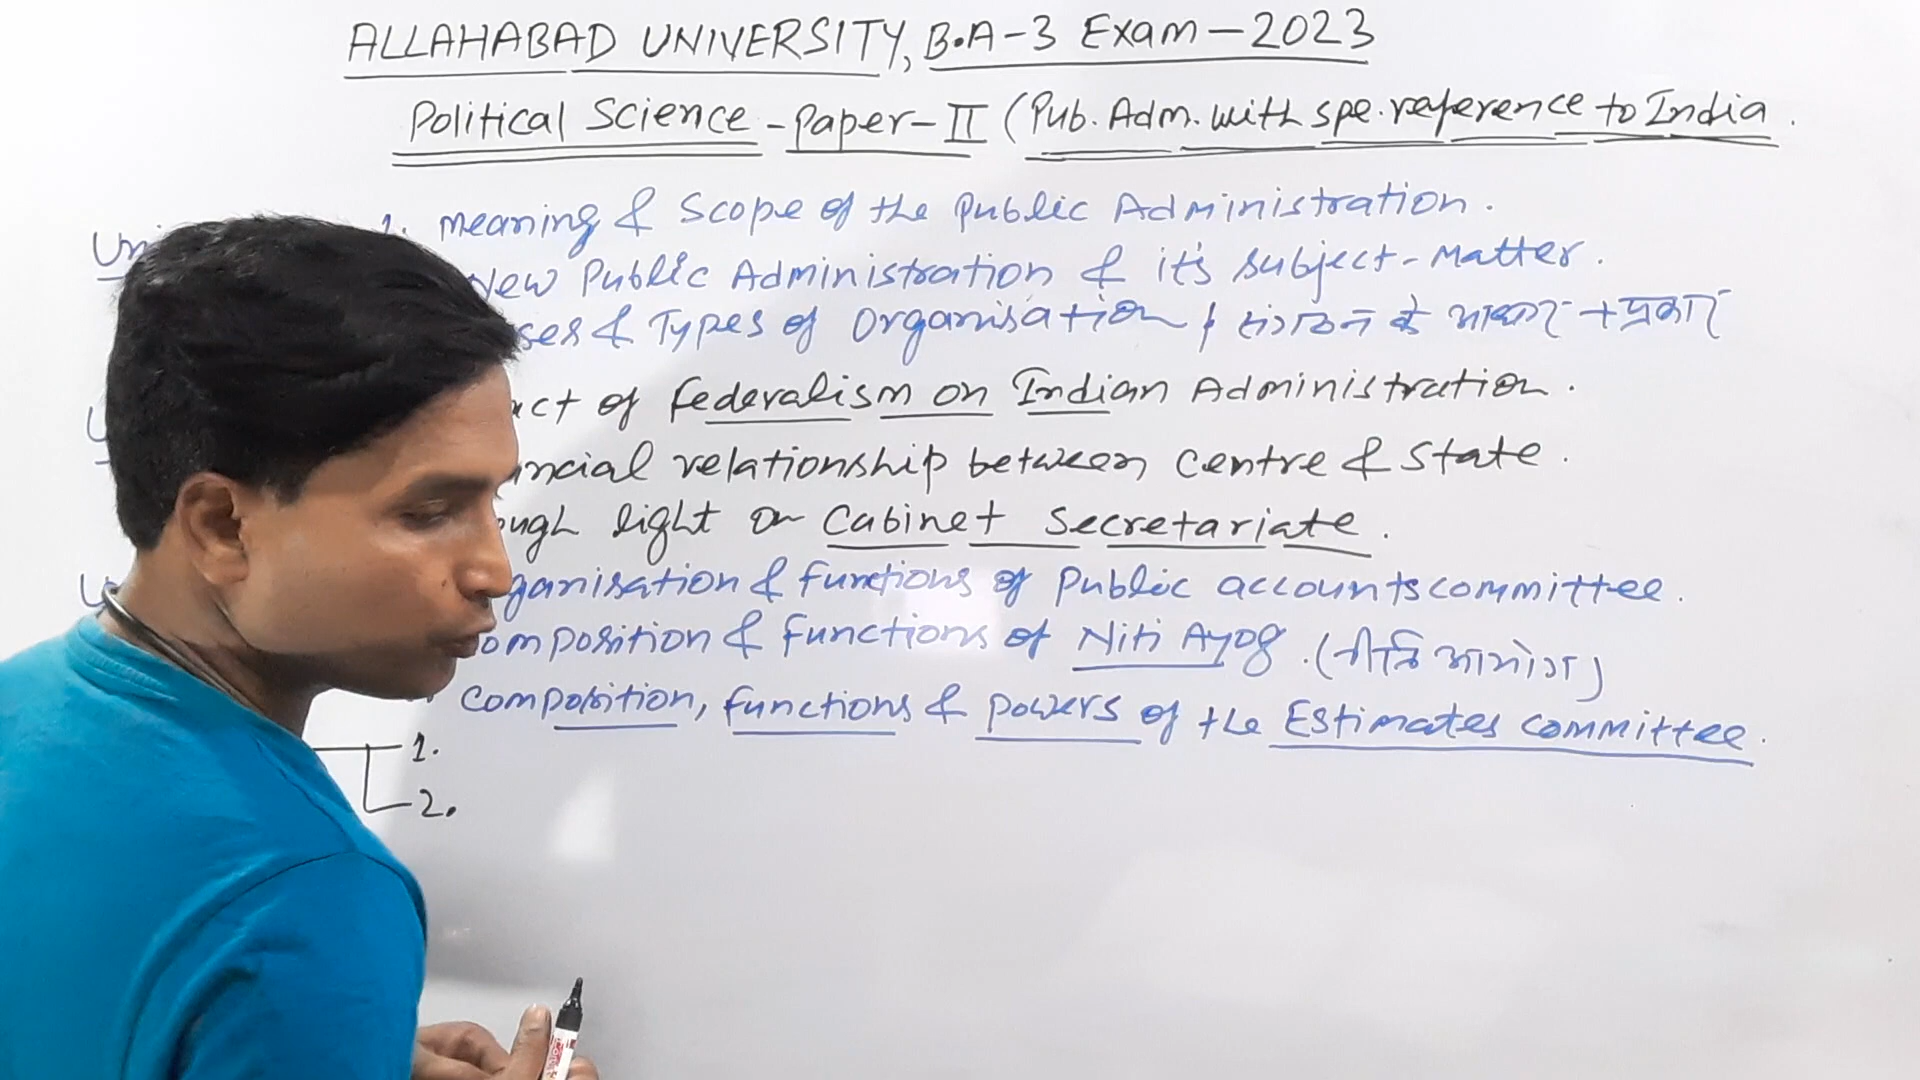 ALLAHABAD UNIVERSITY, B.A-3 Exam-2023
Political Science - Paper-II (Pub. Adm. with spe. reference to India.
1. Meaning & Scope of the Public Administration.
New Public Administration & it's subject-Matter.
& Types of Organisation / संगठन के आकार + प्रकार
of federalism on Indian Administration.
relationship between Centre & State.
light on Cabinet Secretariate.
& functions of Public accounts committee.
& functions of Niti Ayog. (नीति आयोग)
Composition, functions & powers of the Estimates committee.
1.
2.